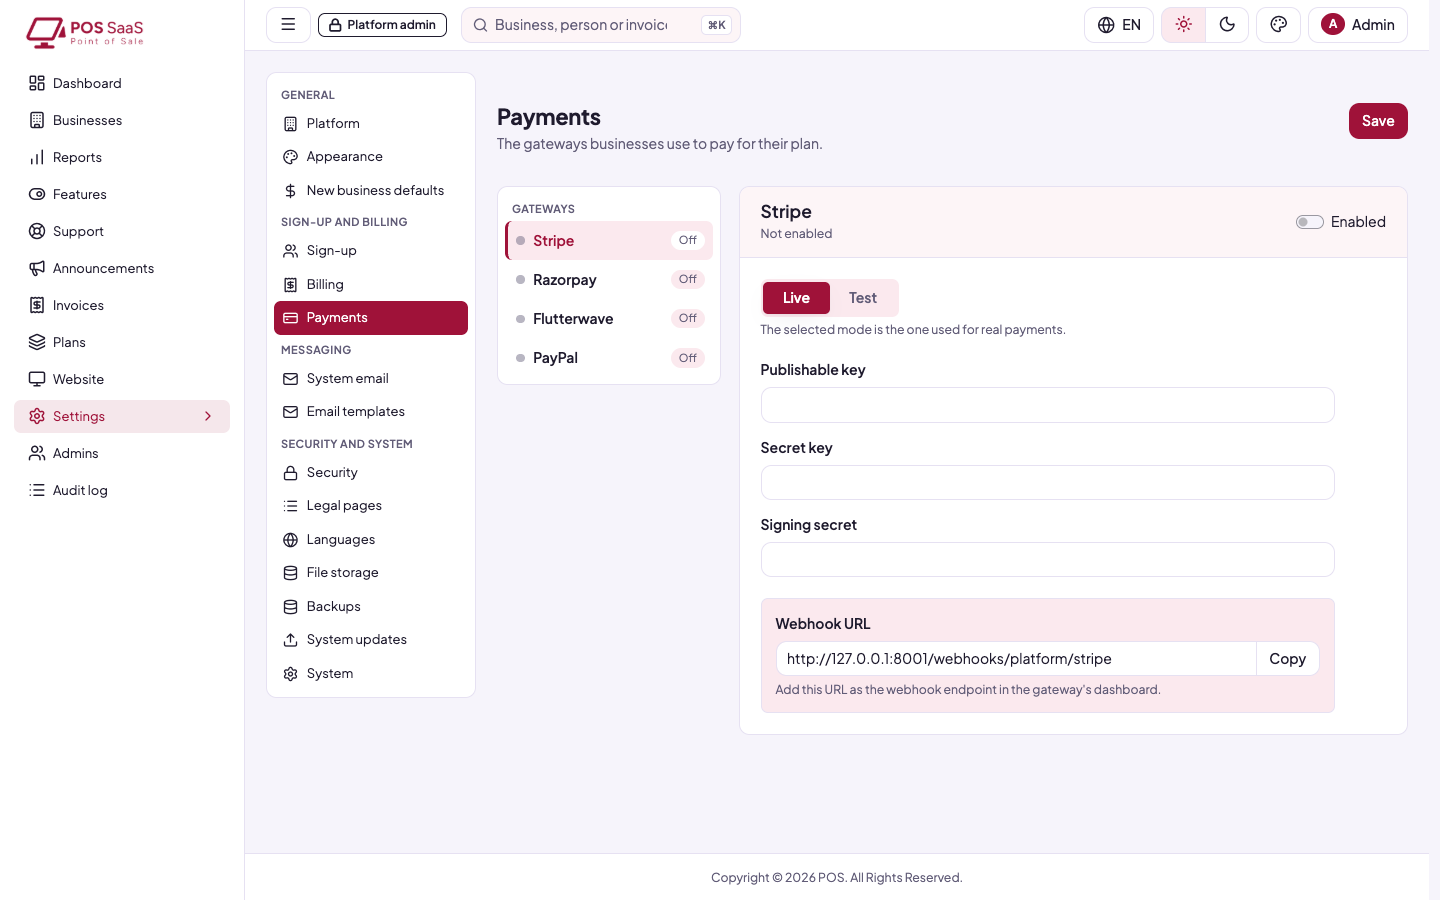 POS SaaS
Point of Sale
Dashboard
Businesses
Reports
Features
Support
Announcements
Invoices
Plans
Website
Settings
Admins
Audit log
Platform admin
Business, person or invoic
⌘K
EN
A
Admin
GENERAL
Platform
Appearance
New business defaults
SIGN-UP AND BILLING
Sign-up
Billing
Payments
MESSAGING
System email
Email templates
SECURITY AND SYSTEM
Security
Legal pages
Languages
File storage
Backups
System updates
System
Payments
The gateways businesses use to pay for their plan.
Save
GATEWAYS
Stripe Off
Razorpay Off
Flutterwave Off
PayPal Off
Stripe
Not enabled
Enabled
Live Test
The selected mode is the one used for real payments.
Publishable key
Secret key
Signing secret
Webhook URL
http://127.0.0.1:8001/webhooks/platform/stripe Copy
Add this URL as the webhook endpoint in the gateway's dashboard.
Copyright © 2026 POS. All Rights Reserved.